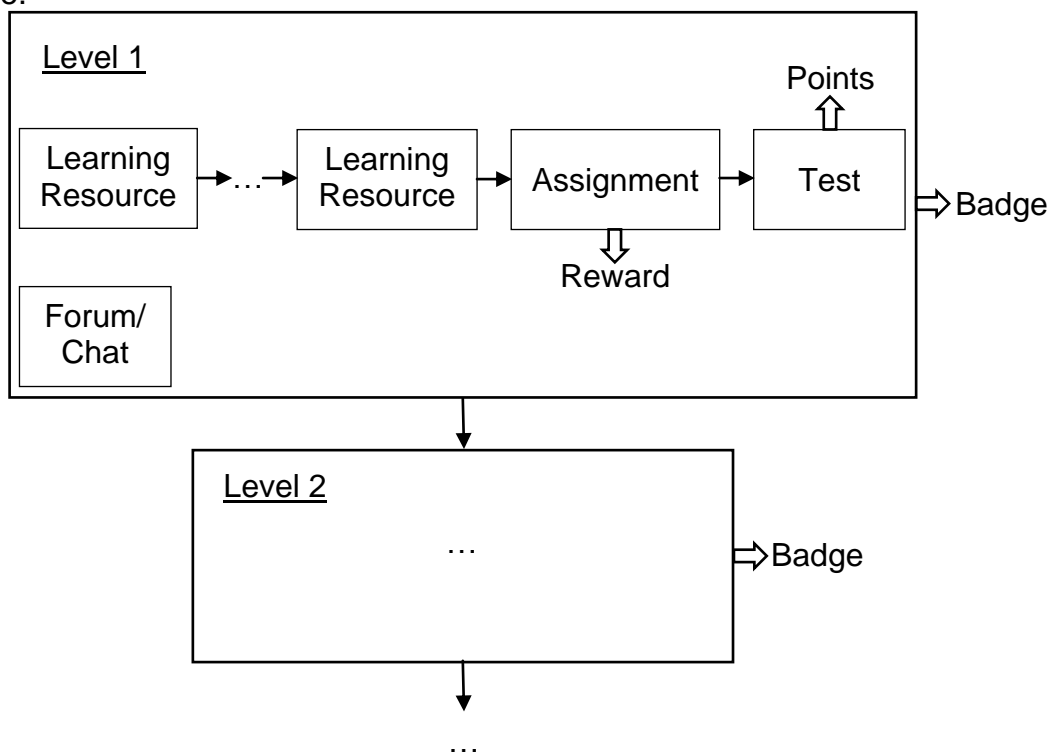 Level 1
Points
Learning
Resource
…
Learning
Resource
Assignment
Test
Badge
Reward
Forum/
Chat
Level 2
…
Badge
…